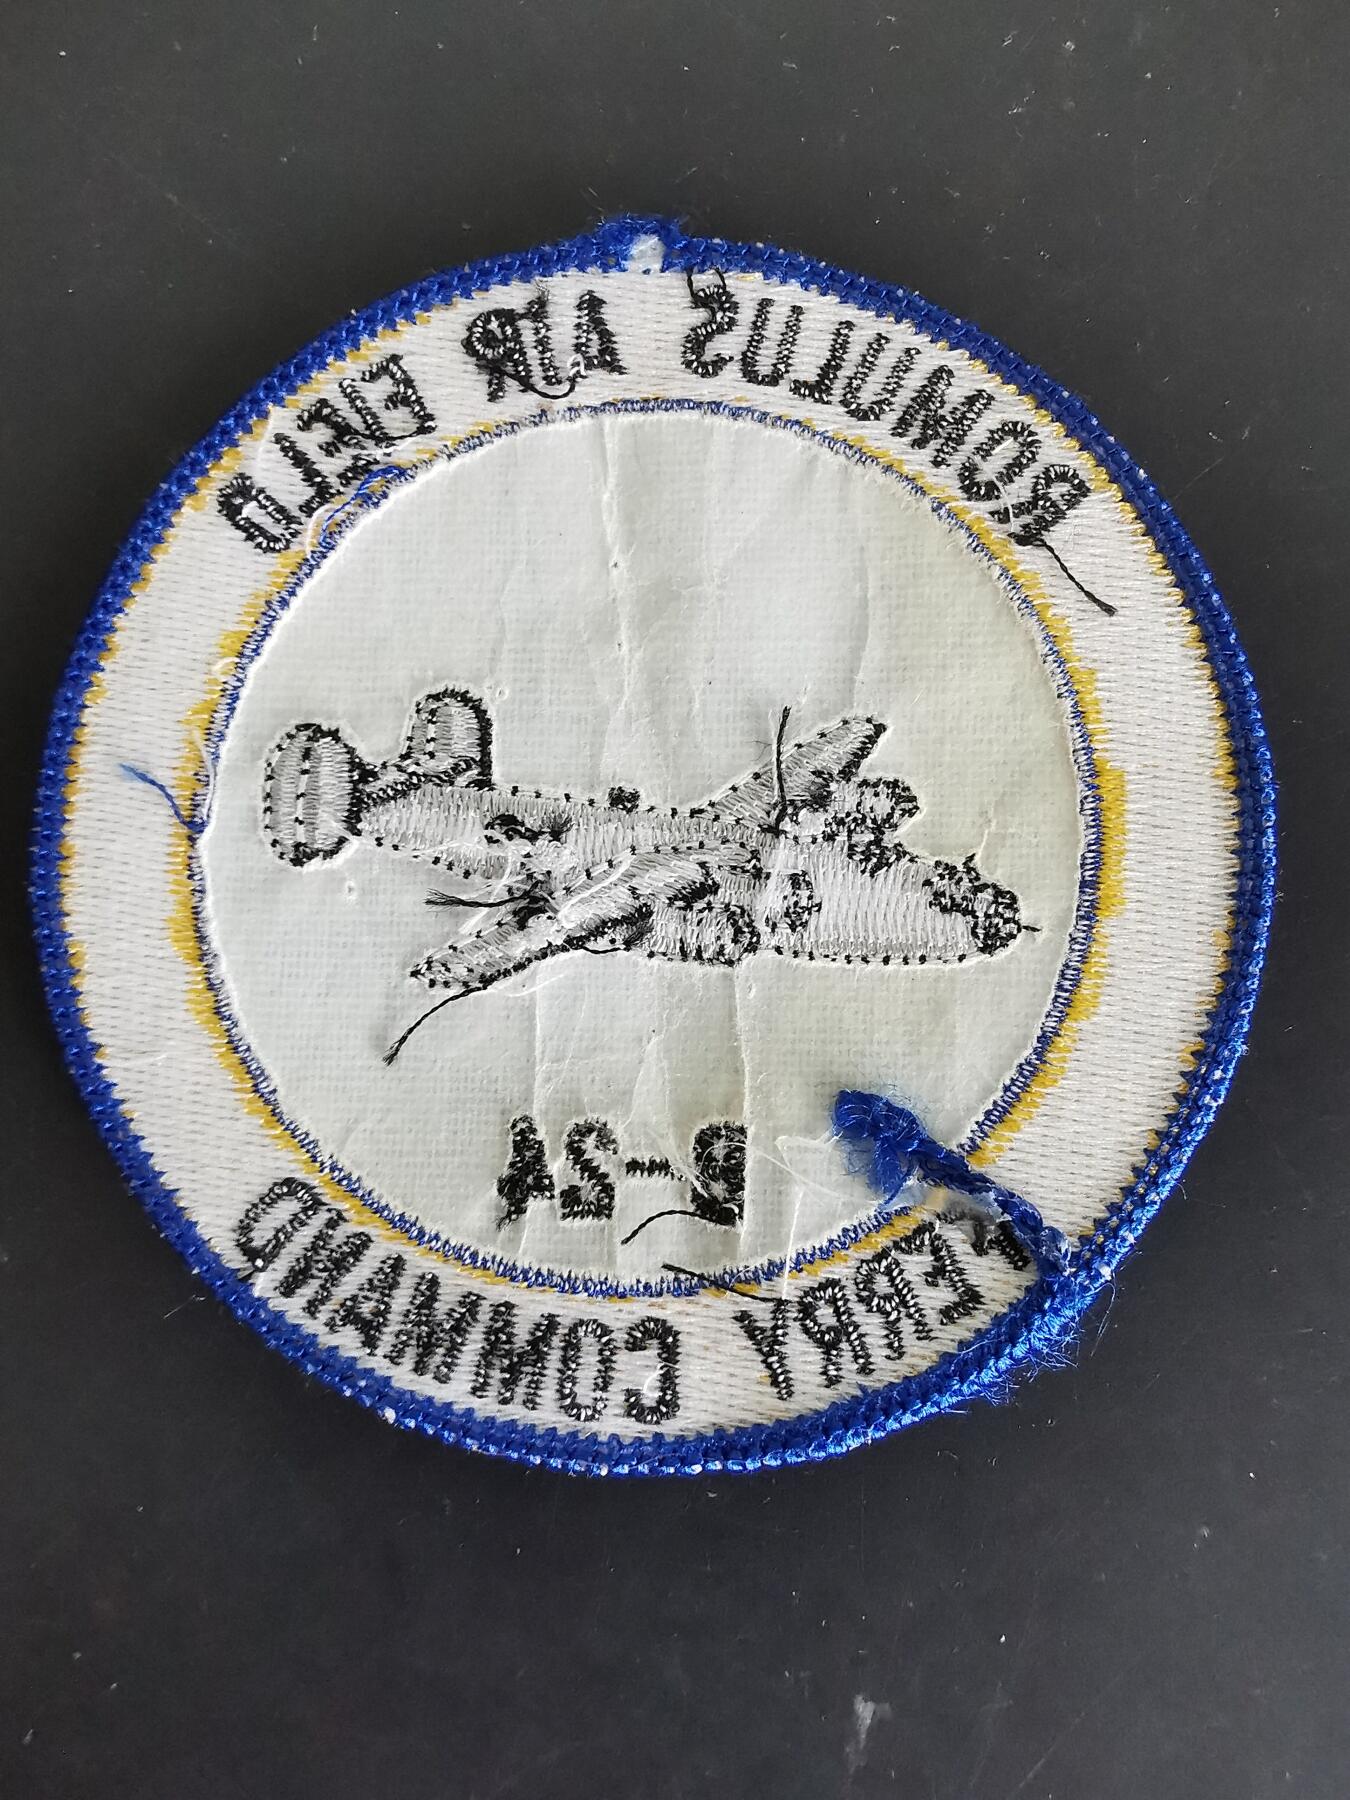 ROMULUS AIR FIELD
B-24
FERRY COMMAND